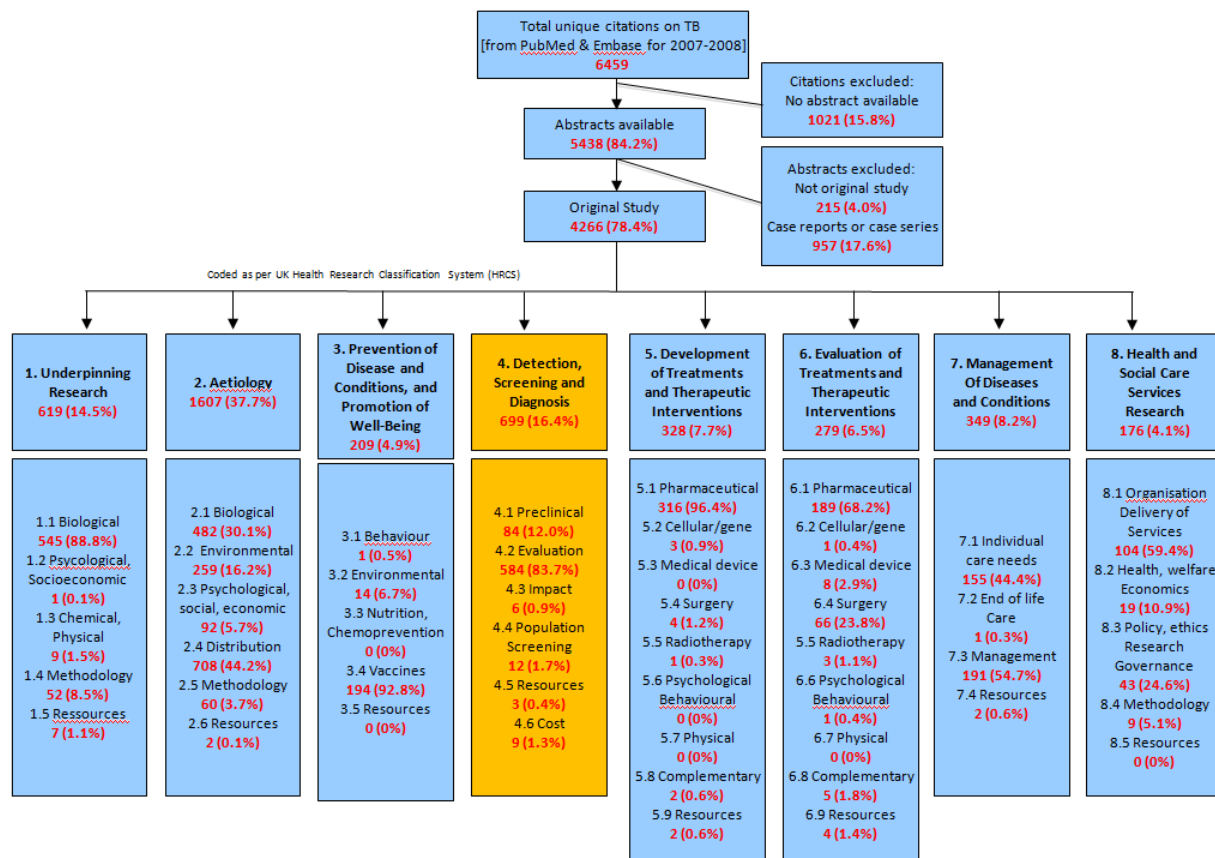 Total unique citations on TB
[from PubMed & Embase for 2007-2008]
6459
Citations excluded:
No abstract available
1021 (15.8%)
Abstracts available
5438 (84.2%)
Abstracts excluded:
Not original study
215 (4.0%)
Case reports or case series
957 (17.6%)
Original Study
4266 (78.4%)
Coded as per UK Health Research Classification System (HRCS)
1. Underpinning
Research
619 (14.5%)
2. Aetiology
1607 (37.7%)
3. Prevention of
Disease and
Conditions, and
Promotion of
Well-Being
209 (4.9%)
4. Detection,
Screening and
Diagnosis
699 (16.4%)
5. Development
of Treatments
and Therapeutic
Interventions
328 (7.7%)
6. Evaluation of
Treatments and
Therapeutic
Interventions
279 (6.5%)
7. Management
Of Diseases
and Conditions
349 (8.2%)
8. Health and
Social Care
Services
Research
176 (4.1%)
1.1 Biological
545 (88.8%)
1.2 Psycological,
Socioeconomic
1 (0.1%)
1.3 Chemical,
Physical
9 (1.5%)
1.4 Methodology
52 (8.5%)
1.5 Ressources
7 (1.1%)
2.1 Biological
482 (30.1%)
2.2 Environmental
259 (16.2%)
2.3 Psychological,
social, economic
92 (5.7%)
2.4 Distribution
708 (44.2%)
2.5 Methodology
60 (3.7%)
2.6 Resources
2 (0.1%)
3.1 Behaviour
1 (0.5%)
3.2 Environmental
14 (6.7%)
3.3 Nutrition,
Chemoprevention
0 (0%)
3.4 Vaccines
194 (92.8%)
3.5 Resources
0 (0%)
4.1 Preclinical
84 (12.0%)
4.2 Evaluation
584 (83.7%)
4.3 Impact
6 (0.9%)
4.4 Population
Screening
12 (1.7%)
4.5 Resources
3 (0.4%)
4.6 Cost
9 (1.3%)
5.1 Pharmaceutical
316 (96.4%)
5.2 Cellular/gene
3 (0.9%)
5.3 Medical device
0 (0%)
5.4 Surgery
4 (1.2%)
5.5 Radiotherapy
1 (0.3%)
5.6 Psychological
Behavioural
0 (0%)
5.7 Physical
0 (0%)
5.8 Complementary
2 (0.6%)
5.9 Resources
2 (0.6%)
6.1 Pharmaceutical
189 (68.2%)
6.2 Cellular/gene
1 (0.4%)
6.3 Medical device
8 (2.9%)
6.4 Surgery
66 (23.8%)
5.5 Radiotherapy
3 (1.1%)
6.6 Psychological
Behavioural
1 (0.4%)
6.7 Physical
0 (0%)
6.8 Complementary
5 (1.8%)
6.9 Resources
4 (1.4%)
7.1 Individual
care needs
155 (44.4%)
7.2 End of life
Care
1 (0.3%)
7.3 Management
191 (54.7%)
7.4 Resources
2 (0.6%)
8.1 Organisation
Delivery of
Services
104 (59.4%)
8.2 Health, welfare
Economics
19 (10.9%)
8.3 Policy, ethics
Research
Governance
43 (24.6%)
8.4 Methodology
9 (5.1%)
8.5 Resources
0 (0%)